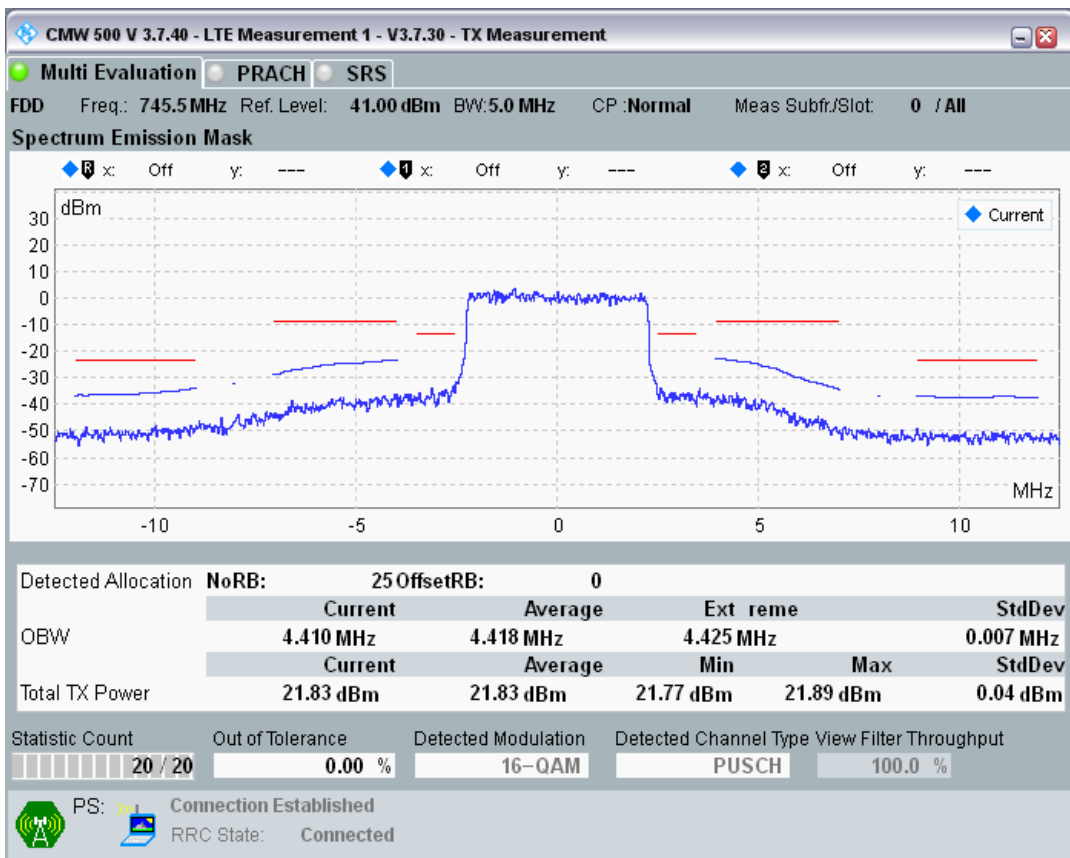 CMW 500 V 3.7.40 - LTE Measurement 1 - V3.7.30 - TX Measurement
Multi Evaluation PRACH SRS
FDD Freq.: 745.5 MHz Ref. Level: 41.00 dBm BW:5.0 MHz CP :Normal Meas Subfr./Slot: 0 / All
Spectrum Emission Mask
R x: Off y: --- 1 x: Off y: --- 2 x: Off y: ---
dBm
Current
30
20
10
0
-10
-20
-30
-40
-50
-60
-70
MHz
-10 -5 0 5 10
Detected Allocation NoRB: 25 OffsetRB: 0
Current Average Ext reme StdDev
OBW 4.410 MHz 4.418 MHz 4.425 MHz 0.007 MHz
Current Average Min Max StdDev
Total TX Power 21.83 dBm 21.83 dBm 21.77 dBm 21.89 dBm 0.04 dBm
Statistic Count Out of Tolerance Detected Modulation Detected Channel Type View Filter Throughput
20 / 20 0.00 % 16-QAM PUSCH 100.0 %
PS: Connection Established
RRC State: Connected